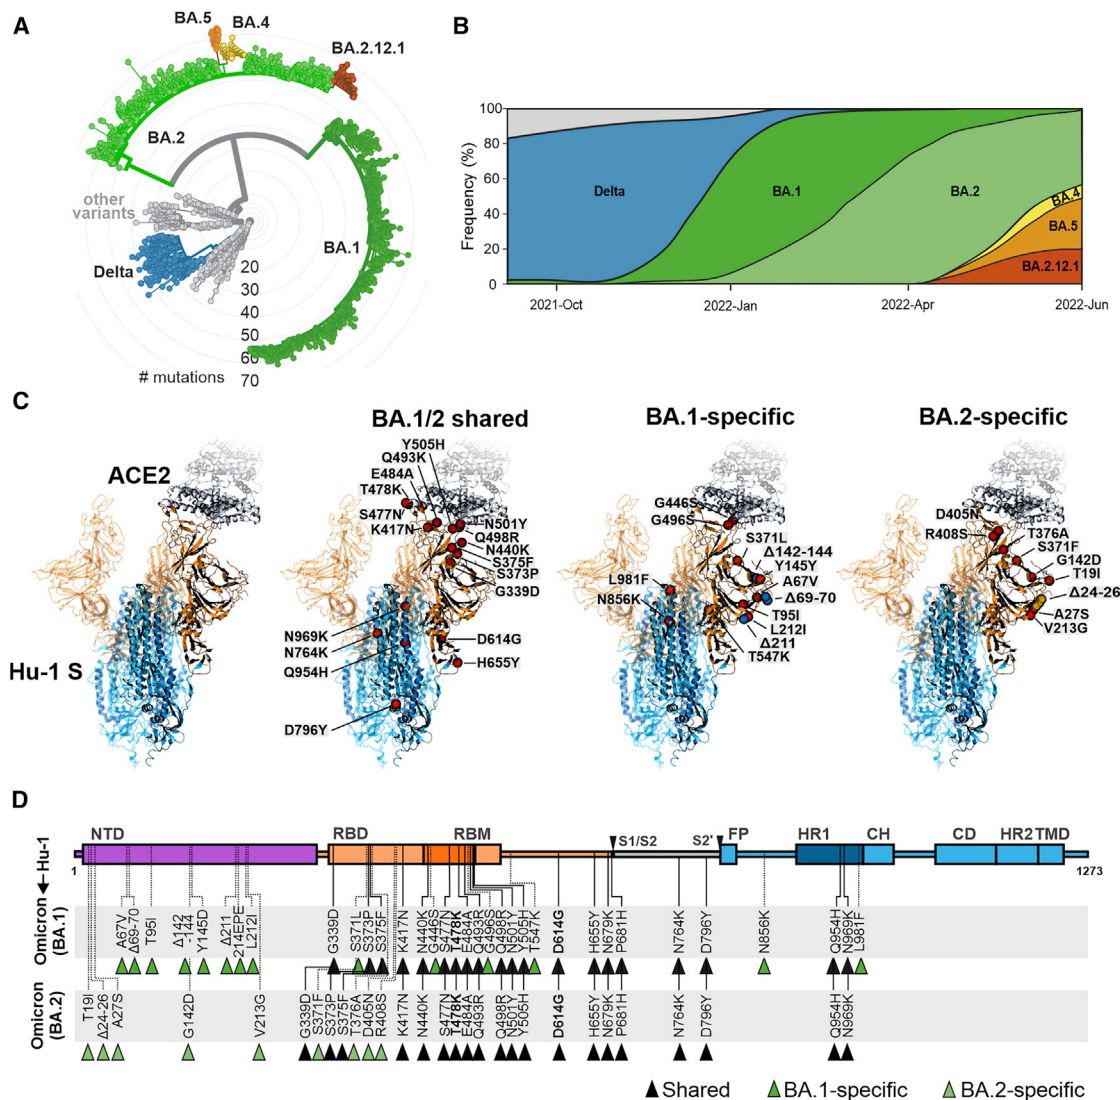 A
BA.5
BA.4
BA.2.12.1
BA.2
other
variants
Delta
BA.1
20
30
40
50
60
70
# mutations
B
Frequency (%)
100
80
60
40
20
0
Delta
BA.1
BA.2
BA.4
BA.5
BA.2.12.1
2021-Oct
2022-Jan
2022-Apr
2022-Jun
C
ACE2
Hu-1 S
BA.1/2 shared
Y505H
Q493K
E484A
T478K
S477N
K417N
N501Y
Q498R
N440K
S375F
S373P
G339D
N969K
N764K
Q954H
D614G
H655Y
D796Y
BA.1-specific
G446S
G496S
S371L
Δ142-144
Y145Y
A67V
Δ69-70
L981F
N856K
T95I
L212I
Δ211
T547K
BA.2-specific
D405N
R408S
T376A
S371F
G142D
T19I
Δ24-26
A27S
V213G
D
NTD
RBD
RBM
S1/S2
S2'
FP
HR1
CH
CD
HR2
TMD
Hu-1
1
1273
Omicron
(BA.1)
A67V
Δ69-70
T95I
Δ142
-144
Y145D
Δ211
214EPE
L212I
G339D
S371L
S373P
S375F
K417N
N440K
G446S
S477N
T478K
E484A
Q493R
G496S
Q498R
N501Y
Y505H
T547K
D614G
H655Y
N679K
P681H
N764K
D796Y
N856K
Q954H
N969K
L981F
Omicron
(BA.2)
T19I
Δ24-26
A27S
G142D
V213G
G339D
S371F
S373P
S375F
T376A
D405N
R408S
K417N
N440K
S477N
T478K
E484A
Q493R
Q498R
N501Y
Y505H
D614G
H655Y
N679K
P681H
N764K
D796Y
Q954H
N969K
Shared
BA.1-specific
BA.2-specific